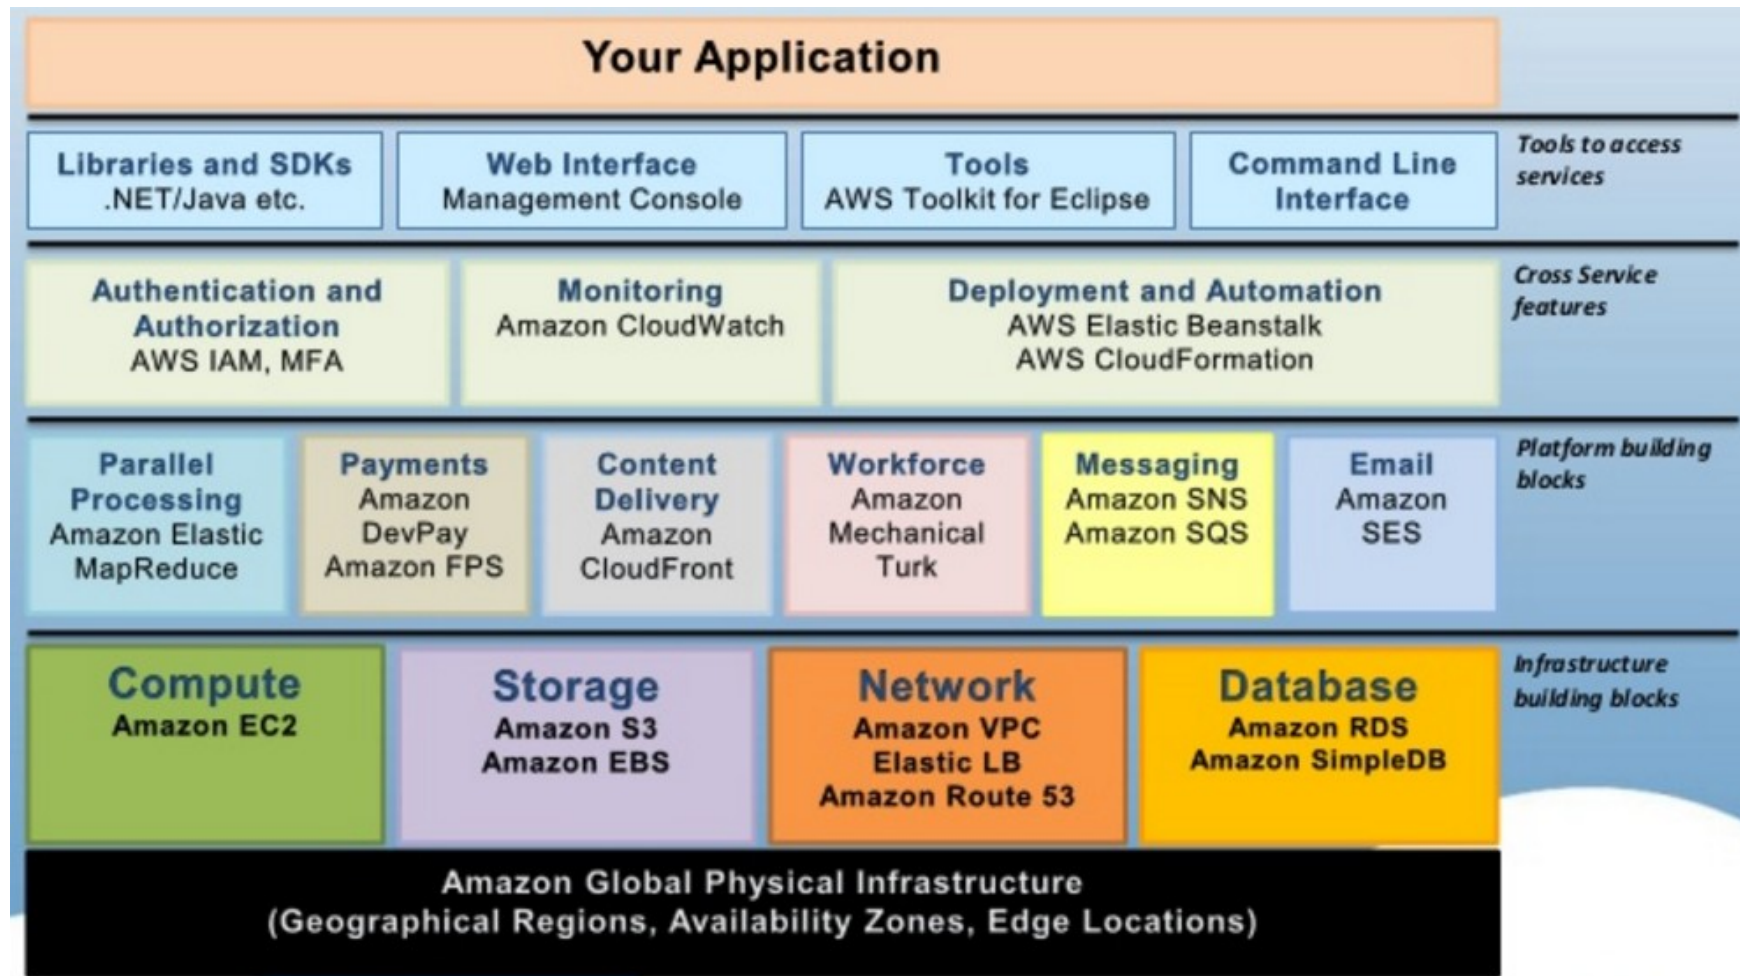 Your Application
Libraries and SDKs
.NET/Java etc.
Web Interface
Management Console
Tools
AWS Toolkit for Eclipse
Command Line
Interface
Tools to access
services
Authentication and
Authorization
AWS IAM, MFA
Monitoring
Amazon CloudWatch
Deployment and Automation
AWS Elastic Beanstalk
AWS CloudFormation
Cross Service
features
Parallel
Processing
Amazon Elastic
MapReduce
Payments
Amazon
DevPay
Amazon FPS
Content
Delivery
Amazon
CloudFront
Workforce
Amazon
Mechanical
Turk
Messaging
Amazon SNS
Amazon SQS
Email
Amazon
SES
Platform building
blocks
Compute
Amazon EC2
Storage
Amazon S3
Amazon EBS
Network
Amazon VPC
Elastic LB
Amazon Route 53
Database
Amazon RDS
Amazon SimpleDB
Infrastructure
building blocks
Amazon Global Physical Infrastructure
(Geographical Regions, Availability Zones, Edge Locations)